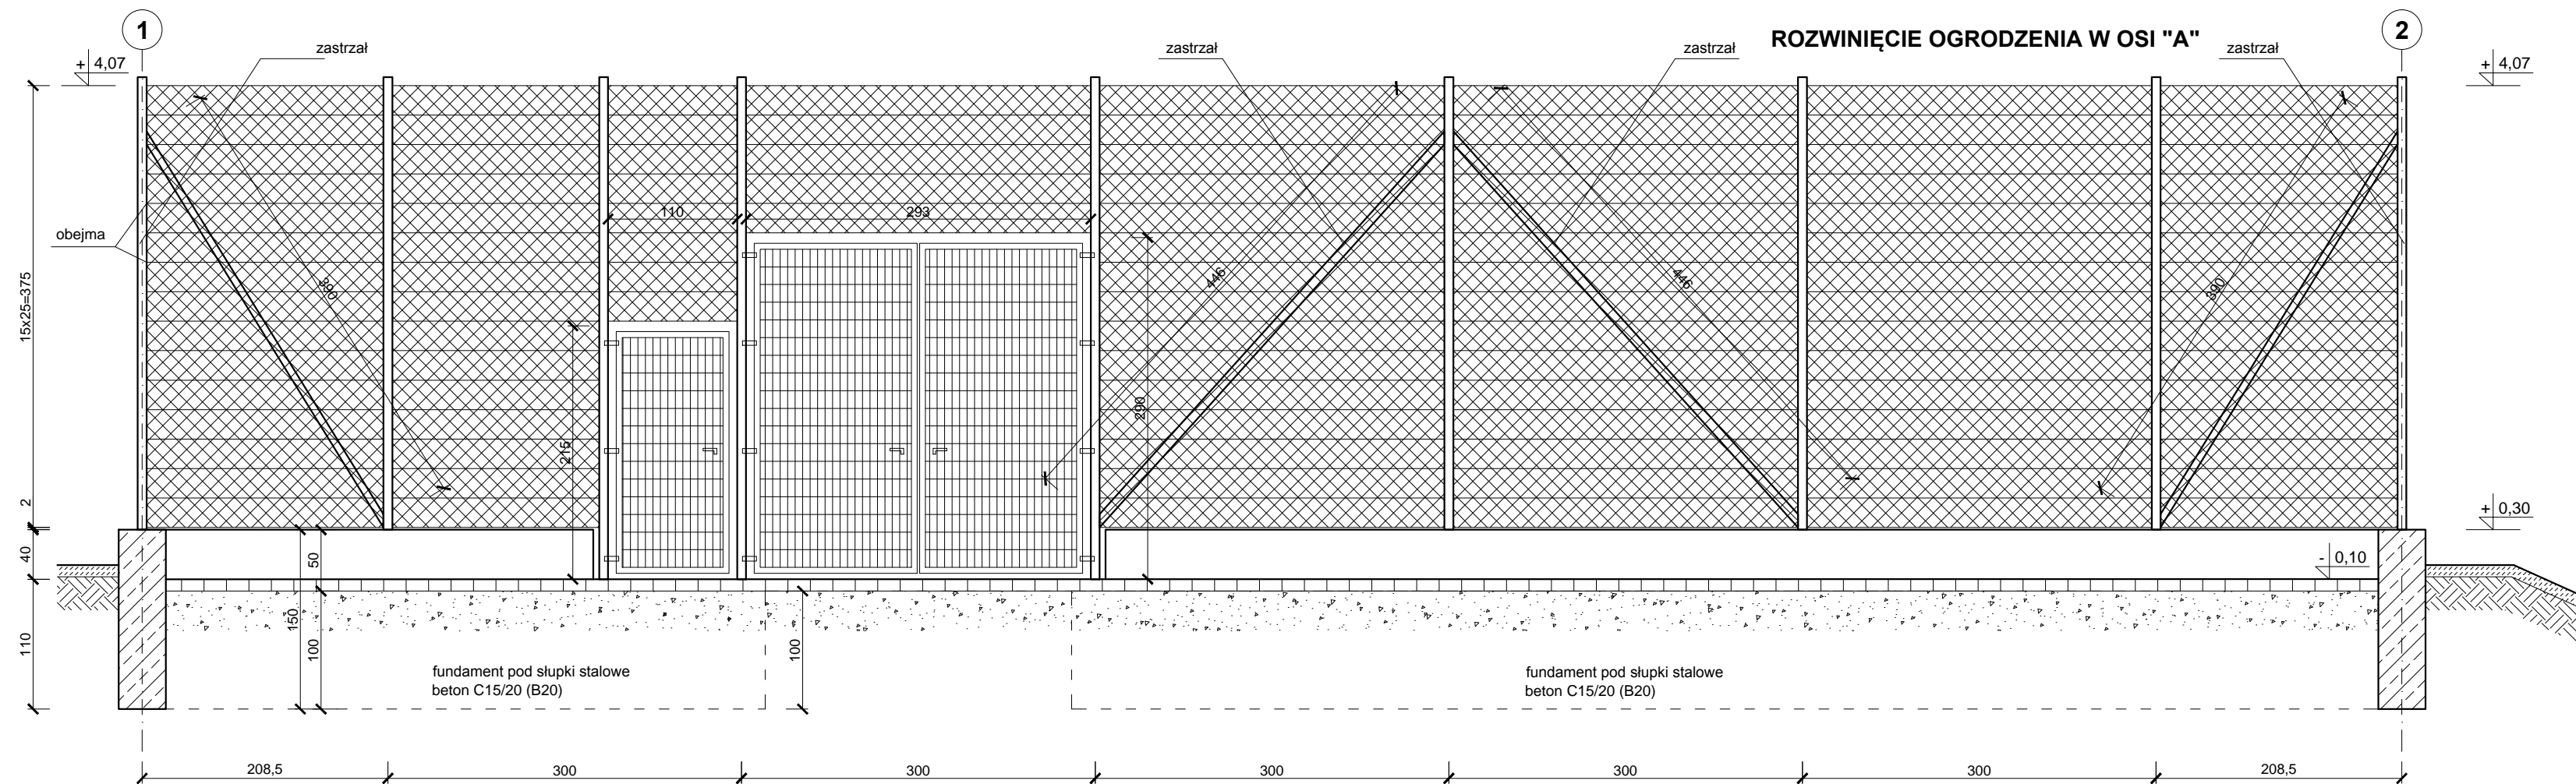 1
2
ROZWINIĘCIE OGRODZENIA W OSI "A"
zastrzał
zastrzał
zastrzał
zastrzał
+ 4,07
+ 4,07
obejma
110
293
390
446
446
390
15x25=375
215
290
2
40
110
50
150
100
100
+ 0,30
- 0,10
fundament pod słupki stalowe
beton C15/20 (B20)
fundament pod słupki stalowe
beton C15/20 (B20)
208,5
300
300
300
300
300
208,5